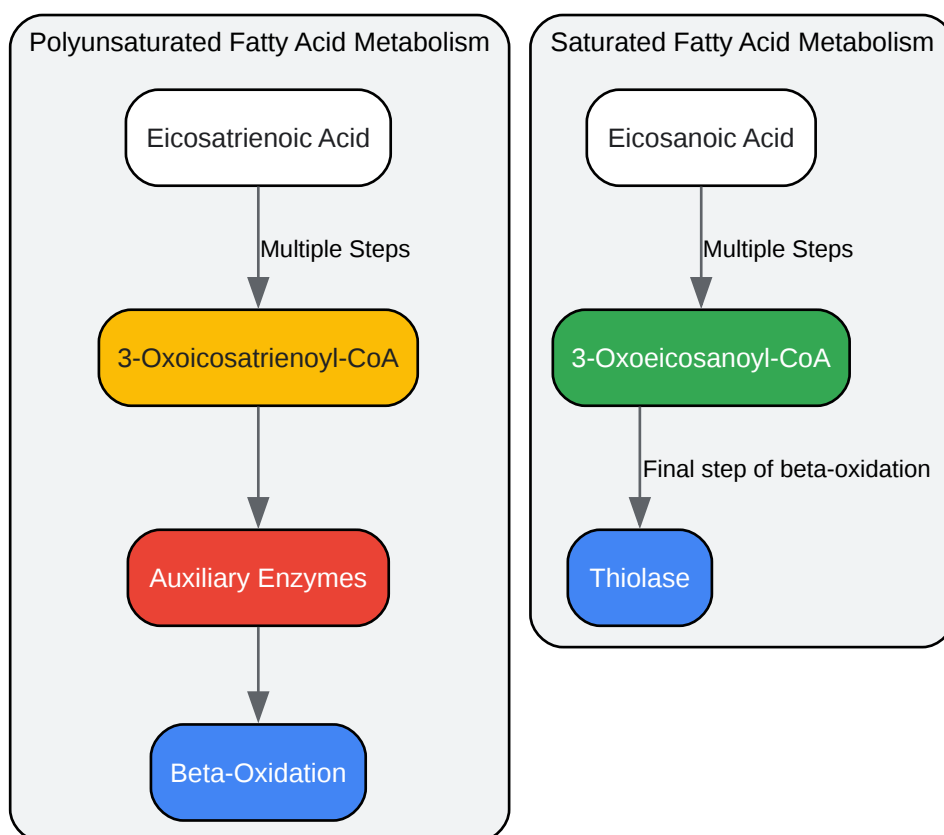 Polyunsaturated Fatty Acid Metabolism
Eicosatrienoic Acid
Multiple Steps
3-Oxoicosatrienoyl-CoA
Auxiliary Enzymes
Beta-Oxidation
Saturated Fatty Acid Metabolism
Eicosanoic Acid
Multiple Steps
3-Oxoeicosanoyl-CoA
Final step of beta-oxidation
Thiolase